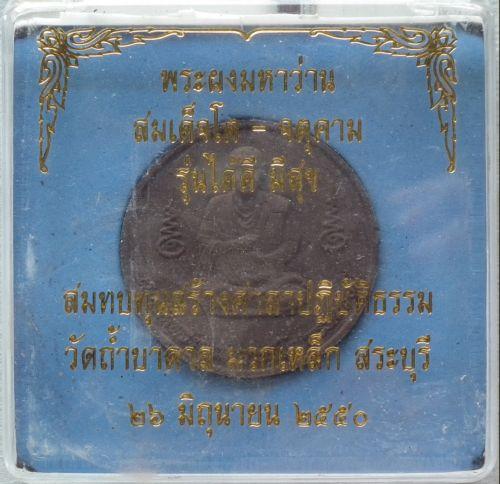 พระผงมหาว่าน
สมเด็จโต - จตุคาม
รุ่นได้ดี มีสุข
สมทบทุนสร้างศาลาปฏิบัติธรรม
วัดถ้ำบาดาล มวกเหล็ก สระบุรี
๒๖ มิถุนายน ๒๕๕๐